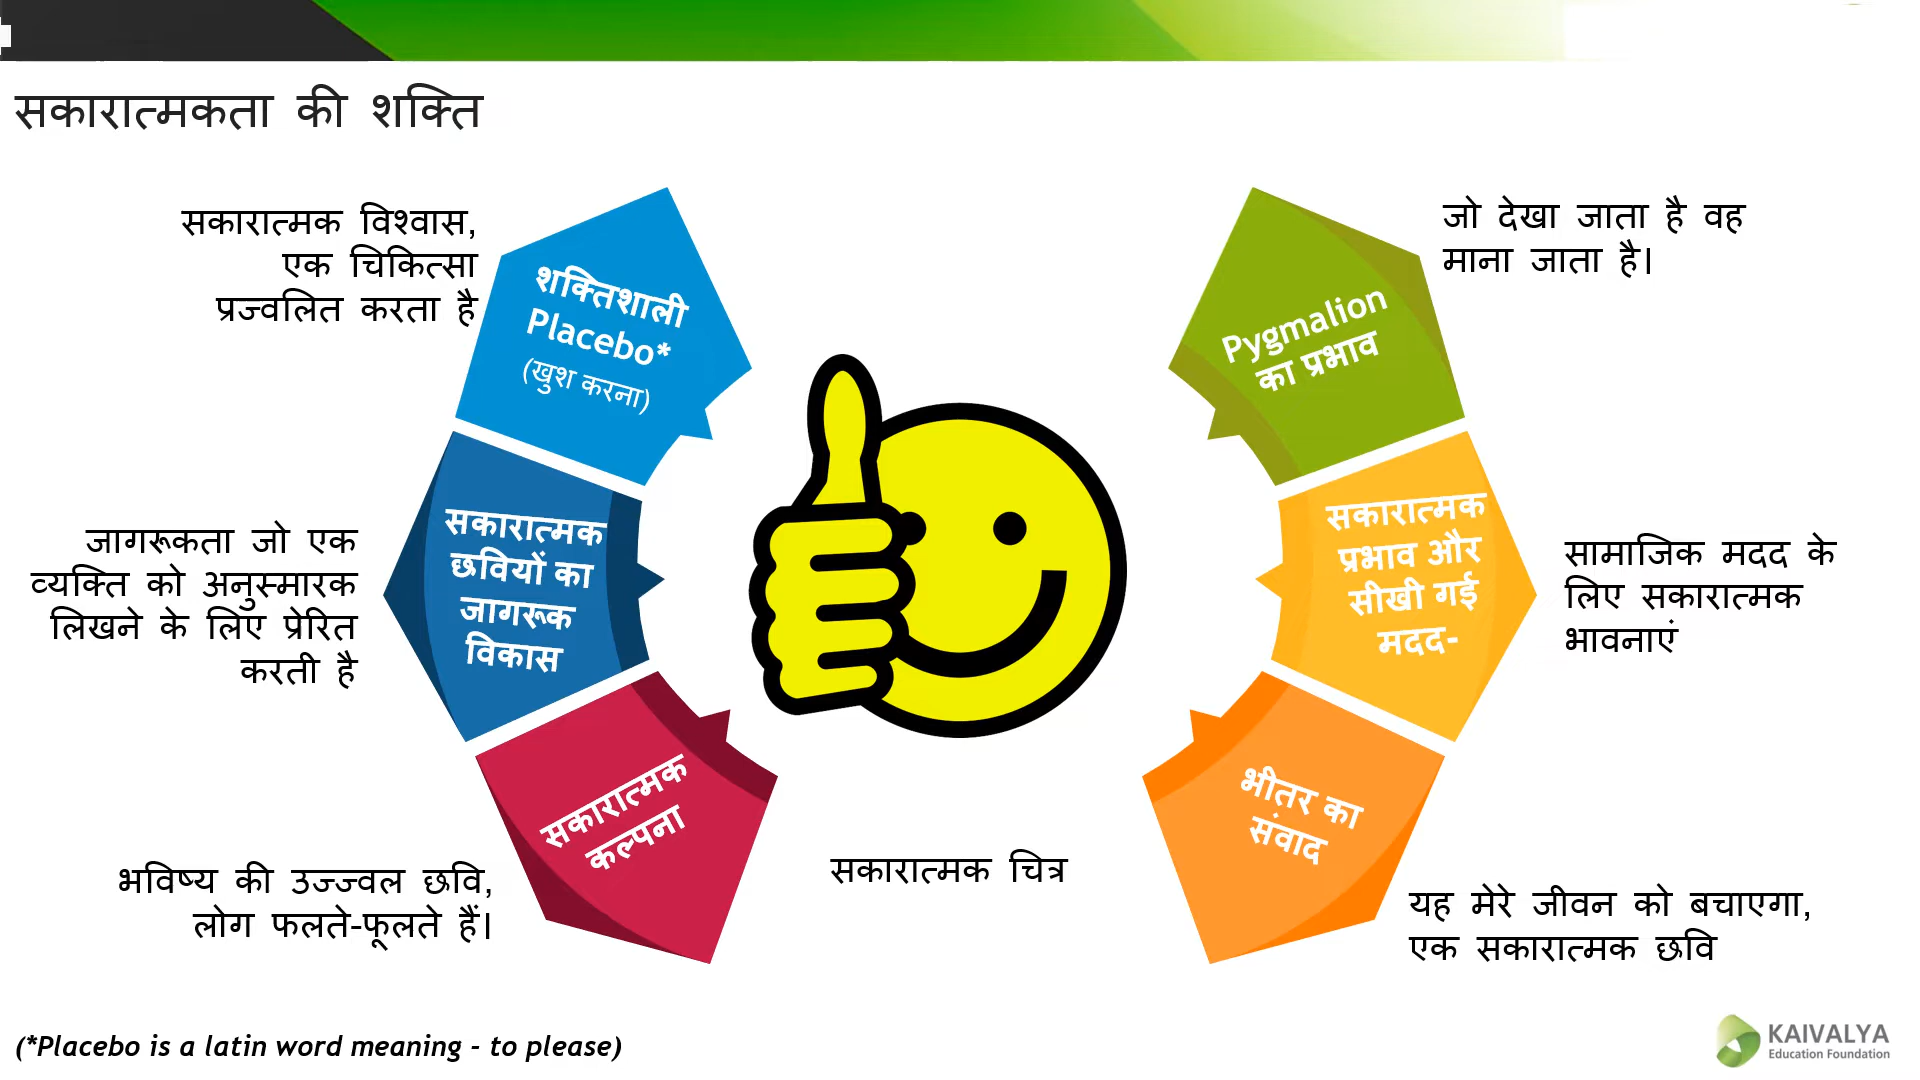 सकारात्मकता की शक्ति
सकारात्मक विश्वास,
एक चिकित्सा
प्रज्वलित करता है
शक्तिशाली
Placebo*
(खुश करना)
Pygmalion
का प्रभाव
जो देखा जाता है वह
माना जाता है।
जागरूकता जो एक
व्यक्ति को अनुस्मारक
लिखने के लिए प्रेरित
करती है
सकारात्मक
छवियों का
जागरूक
विकास
सकारात्मक
प्रभाव और
सीखी गई
मदद-
सामाजिक मदद के
लिए सकारात्मक
भावनाएं
भविष्य की उज्ज्वल छवि,
लोग फलते-फूलते हैं।
सकारात्मक
कल्पना
सकारात्मक चित्र
भीतर का
संवाद
यह मेरे जीवन को बचाएगा,
एक सकारात्मक छवि
(*Placebo is a latin word meaning - to please)
KAIVALYA
Education Foundation